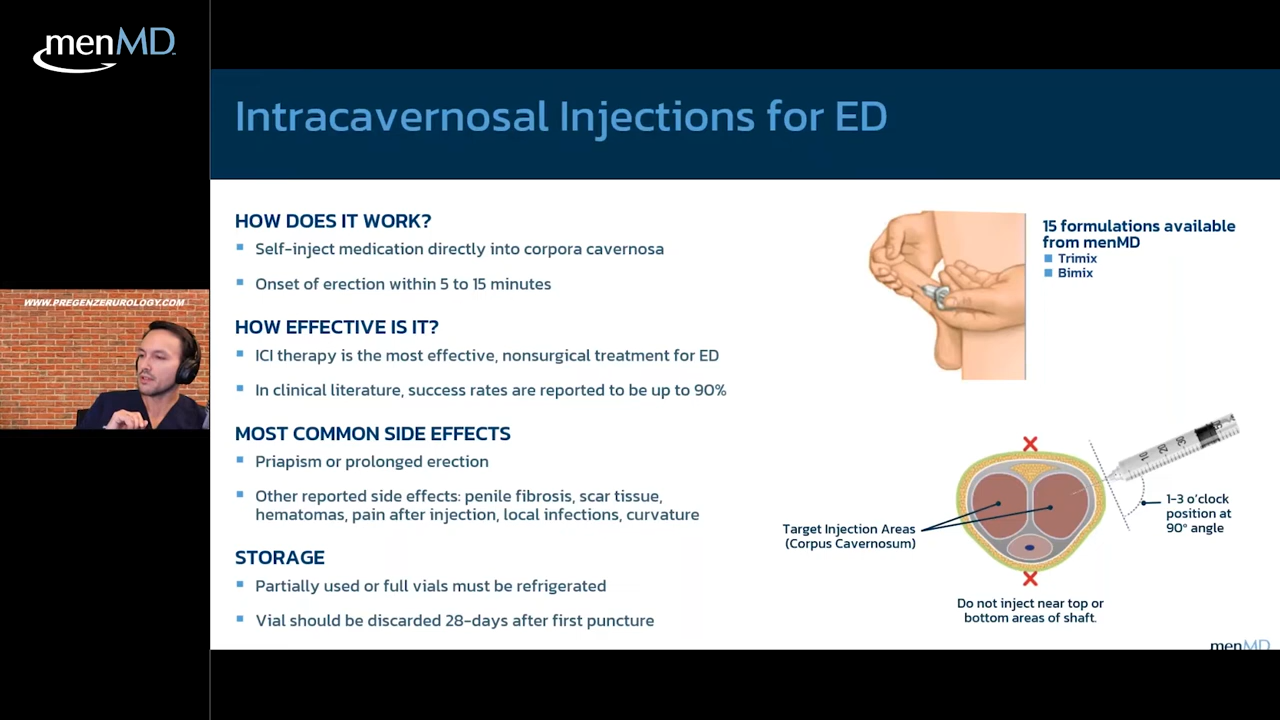 menMD
Intracavernosal Injections for ED
HOW DOES IT WORK?
Self-inject medication directly into corpora cavernosa
Onset of erection within 5 to 15 minutes
HOW EFFECTIVE IS IT?
ICI therapy is the most effective, nonsurgical treatment for ED
In clinical literature, success rates are reported to be up to 90%
MOST COMMON SIDE EFFECTS
Priapism or prolonged erection
Other reported side effects: penile fibrosis, scar tissue,
hematomas, pain after injection, local infections, curvature
STORAGE
Partially used or full vials must be refrigerated
Vial should be discarded 28-days after first puncture
15 formulations available
from menMD
Trimix
Bimix
10 20 30
1-3 o'clock
position at
90° angle
Target Injection Areas
(Corpus Cavernosum)
Do not inject near top or
bottom areas of shaft.
menMD
WWW.PREGENZERUROLOGY.COM